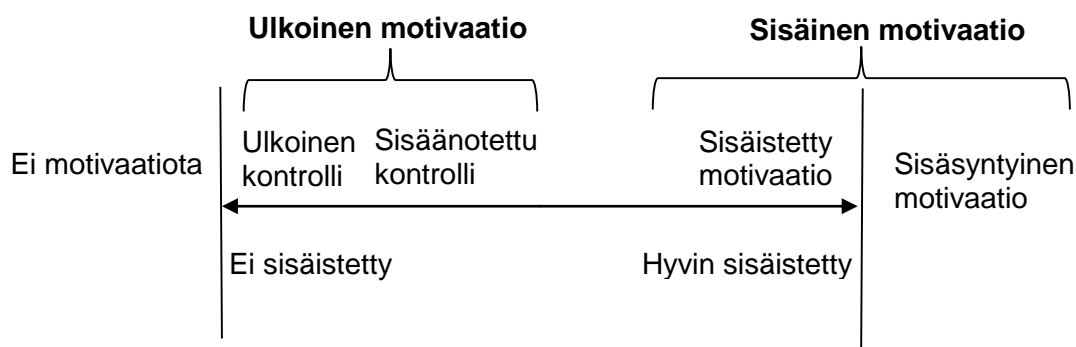 Ulkoinen motivaatio
Sisäinen motivaatio
Ei motivaatiota
Ulkoinen
kontrolli
Sisäänotettu
kontrolli
Sisäistetty
motivaatio
Sisäsyntyinen
motivaatio
Ei sisäistetty
Hyvin sisäistetty